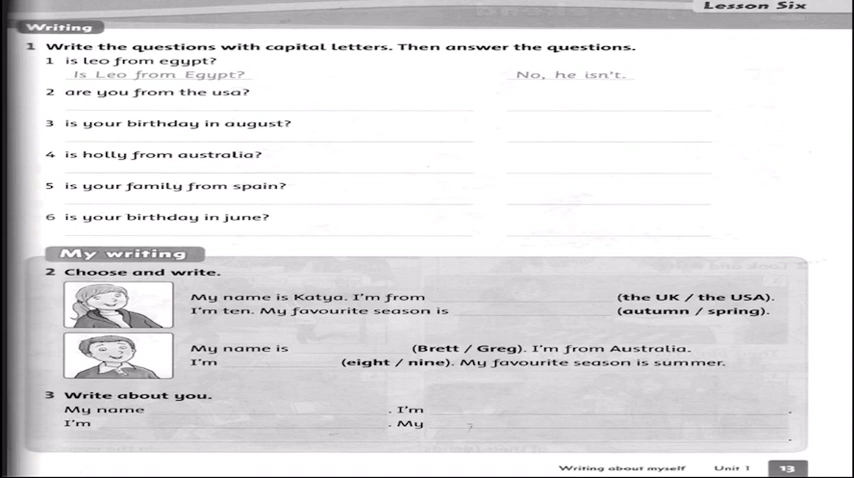 Lesson Six
Writing
1 Write the questions with capital letters. Then answer the questions.
1 is leo from egypt?
Is Leo from Egypt? No, he isn't.
2 are you from the usa?
3 is your birthday in august?
4 is holly from australia?
5 is your family from spain?
6 is your birthday in june?
My writing
2 Choose and write.
My name is Katya. I'm from (the UK / the USA).
I'm ten. My favourite season is (autumn / spring).
My name is (Brett / Greg). I'm from Australia.
I'm (eight / nine). My favourite season is summer.
3 Write about you.
My name . I'm .
I'm . My .
Writing about myself Unit 1 13